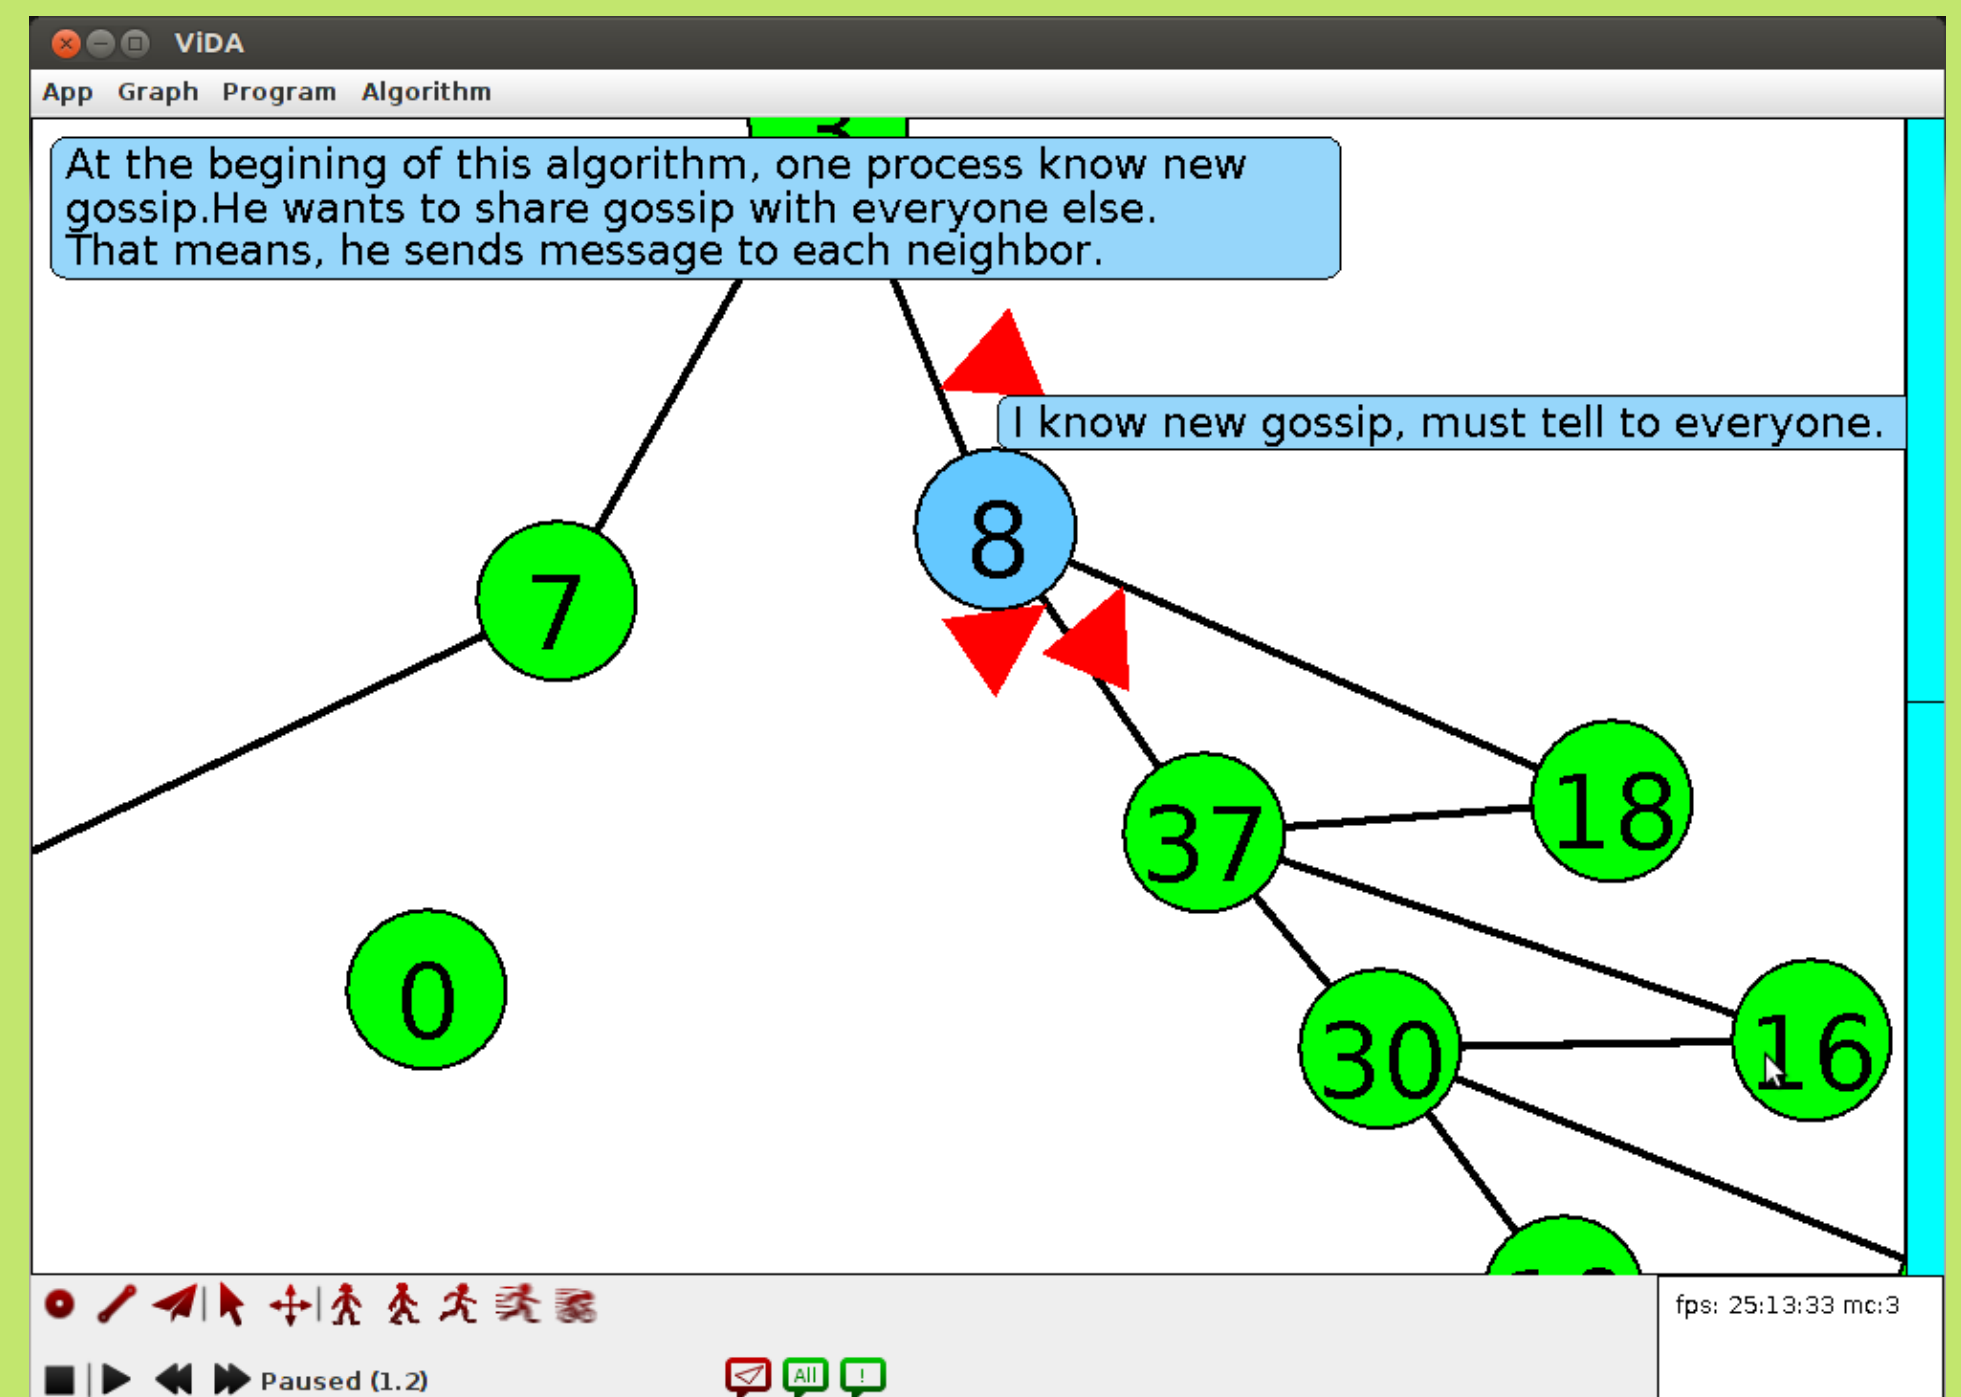 ViDA
App Graph Program Algorithm
At the begining of this algorithm, one process know new
gossip.He wants to share gossip with everyone else.
That means, he sends message to each neighbor.
I know new gossip, must tell to everyone.
8
7
18
37
0
16
30
fps: 25:13:33 mc:3
Paused (1.2)
All
!